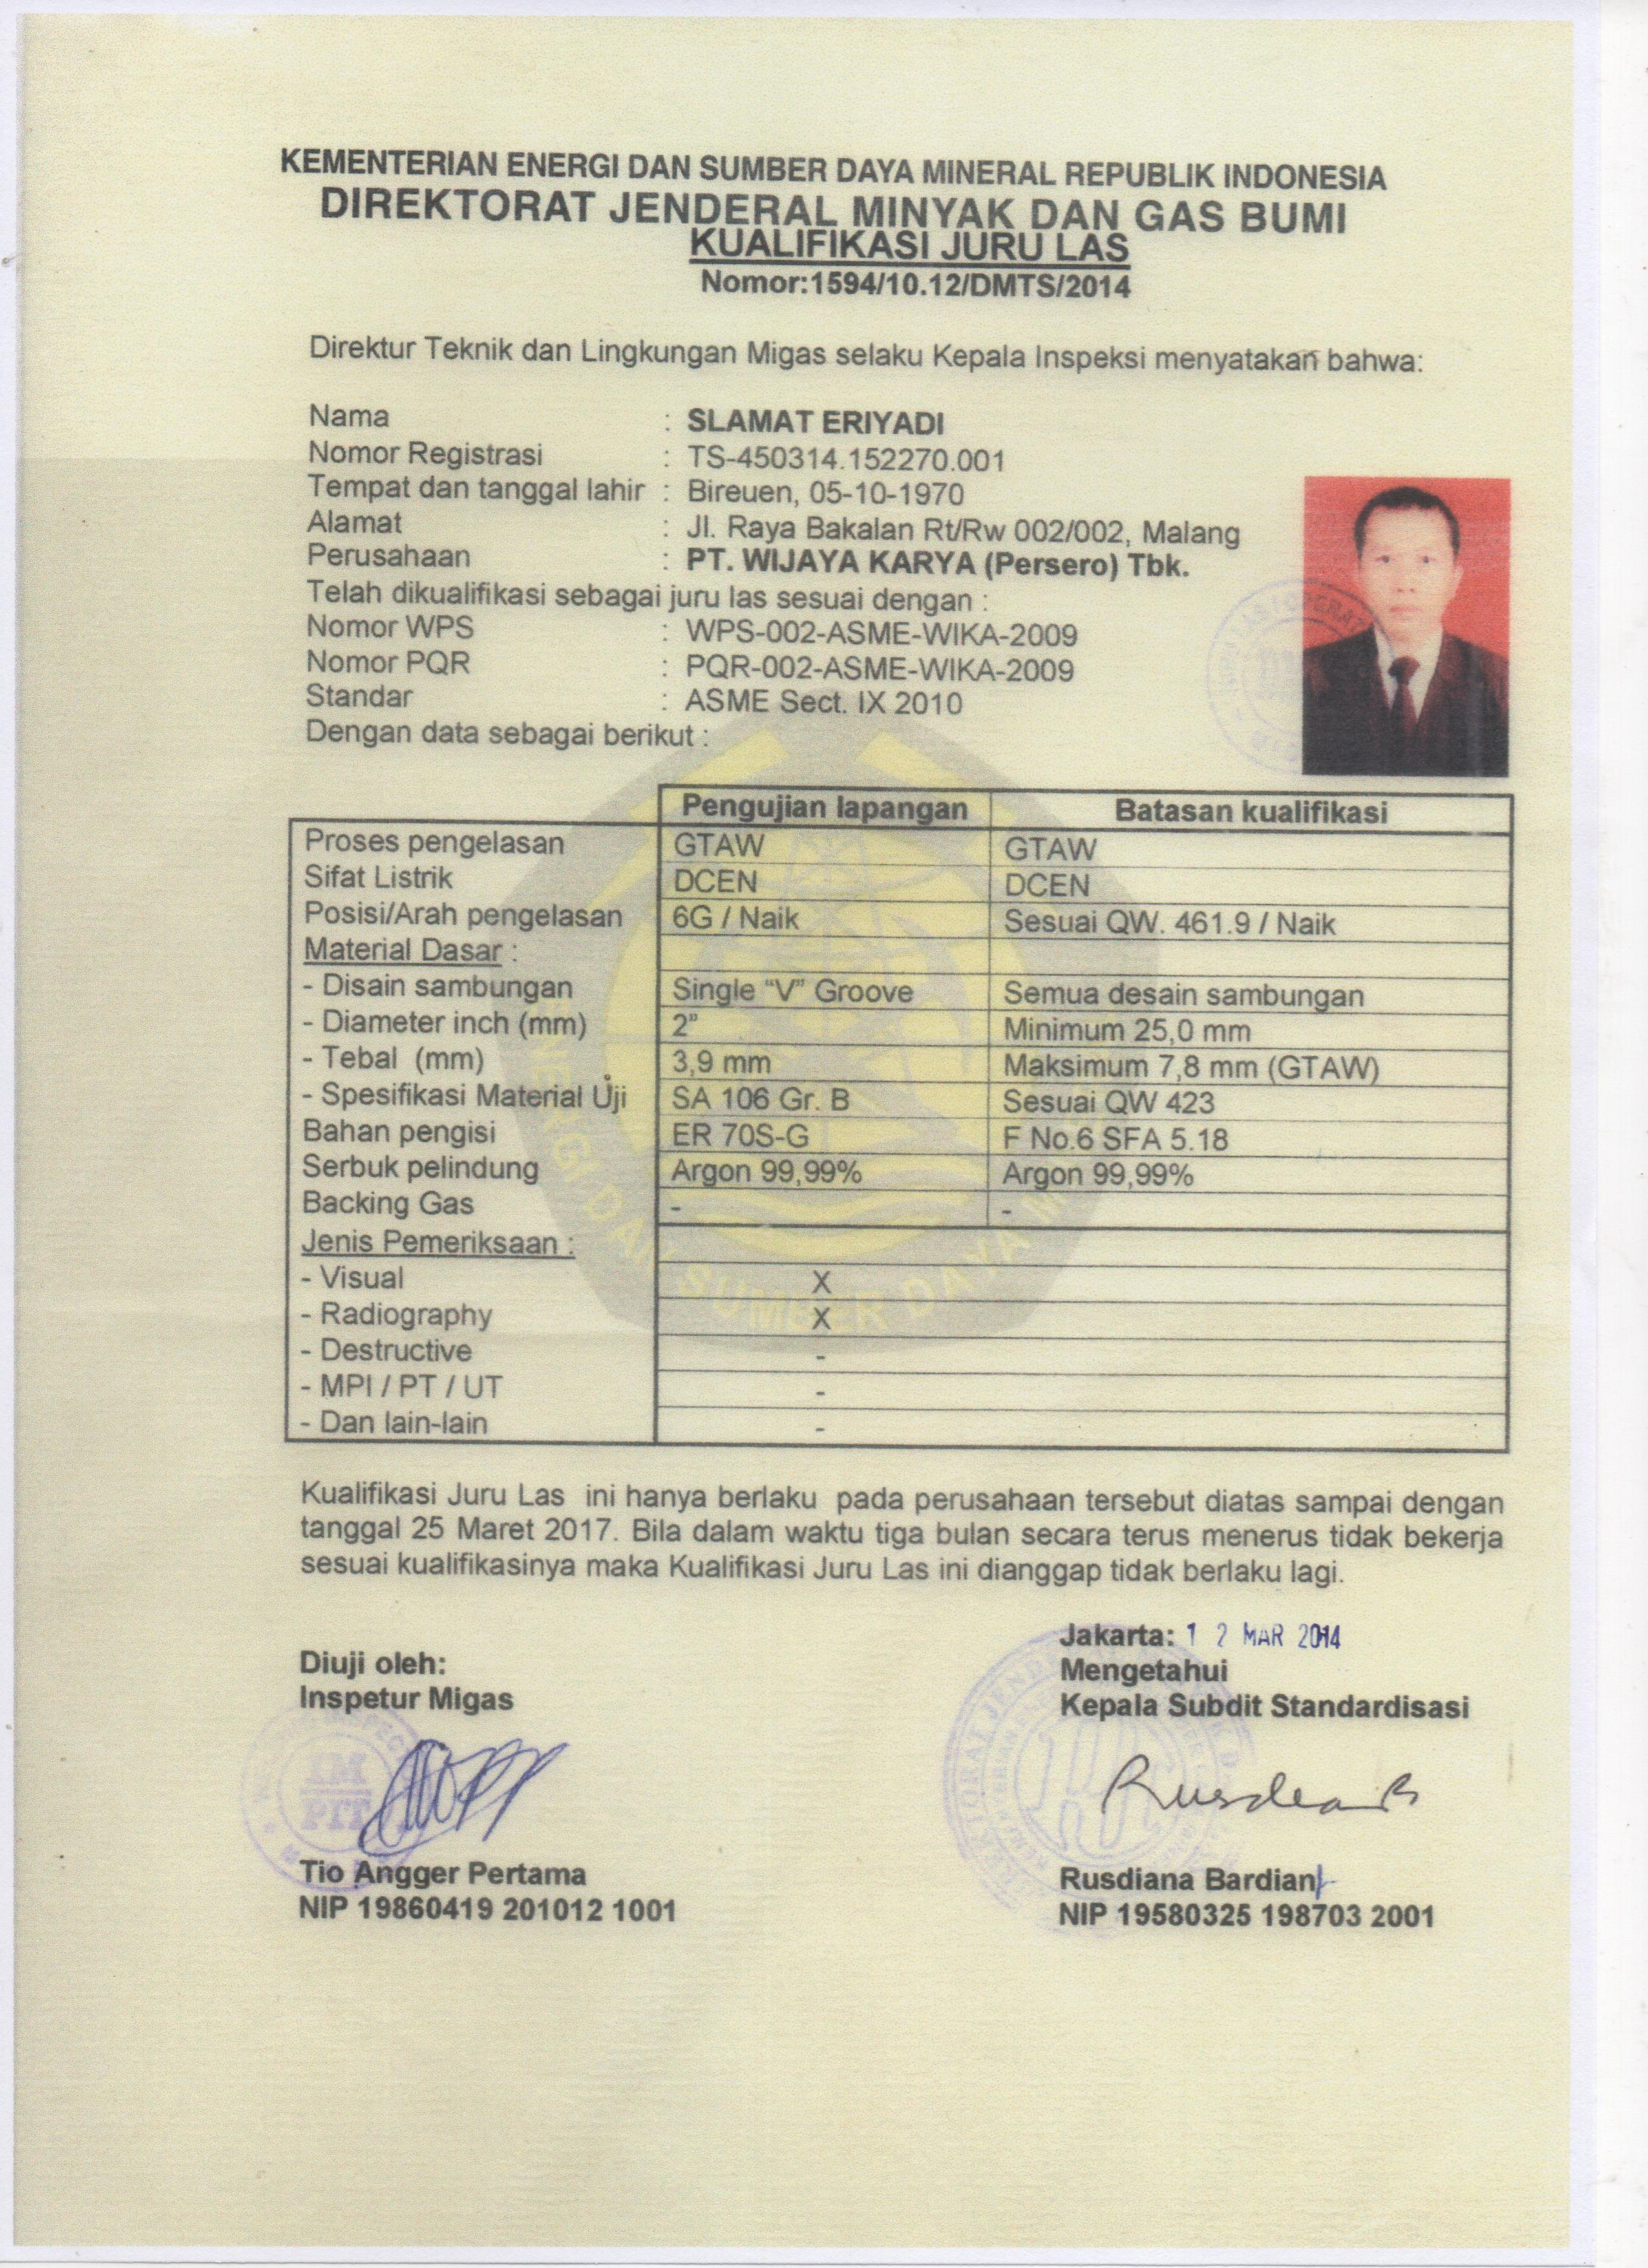 KEMENTERIAN ENERGI DAN SUMBER DAYA MINERAL REPUBLIK INDONESIA
DIREKTORAT JENDERAL MINYAK DAN GAS BUMI
KUALIFIKASI JURU LAS
Nomor:1594/10.12/DMTS/2014
Direktur Teknik dan Lingkungan Migas selaku Kepala Inspeksi menyatakan bahwa:
Nama : SLAMAT ERIYADI
Nomor Registrasi : TS-450314.152270.001
Tempat dan tanggal lahir : Bireuen, 05-10-1970
Alamat : Jl. Raya Bakalan Rt/Rw 002/002, Malang
Perusahaan : PT. WIJAYA KARYA (Persero) Tbk.
Telah dikualifikasi sebagai juru las sesuai dengan :
Nomor WPS : WPS-002-ASME-WIKA-2009
Nomor PQR : PQR-002-ASME-WIKA-2009
Standar : ASME Sect. IX 2010
Dengan data sebagai berikut :
Pengujian lapangan Batasan kualifikasi
Proses pengelasan GTAW GTAW
Sifat Listrik DCEN DCEN
Posisi/Arah pengelasan 6G / Naik Sesuai QW. 461.9 / Naik
Material Dasar :
- Disain sambungan Single “V” Groove Semua desain sambungan
- Diameter inch (mm) 2” Minimum 25,0 mm
- Tebal (mm) 3,9 mm Maksimum 7,8 mm (GTAW)
- Spesifikasi Material Uji SA 106 Gr. B Sesuai QW 423
Bahan pengisi ER 70S-G F No.6 SFA 5.18
Serbuk pelindung Argon 99,99% Argon 99,99%
Backing Gas - -
Jenis Pemeriksaan :
- Visual X
- Radiography X
- Destructive -
- MPI / PT / UT -
- Dan lain-lain -
Kualifikasi Juru Las ini hanya berlaku pada perusahaan tersebut diatas sampai dengan
tanggal 25 Maret 2017. Bila dalam waktu tiga bulan secara terus menerus tidak bekerja
sesuai kualifikasinya maka Kualifikasi Juru Las ini dianggap tidak berlaku lagi.
Jakarta: 12 MAR 2014
Diuji oleh: Mengetahui
Inspetur Migas Kepala Subdit Standardisasi
Tio Angger Pertama Rusdiana Bardian
NIP 19860419 201012 1001 NIP 19580325 198703 2001